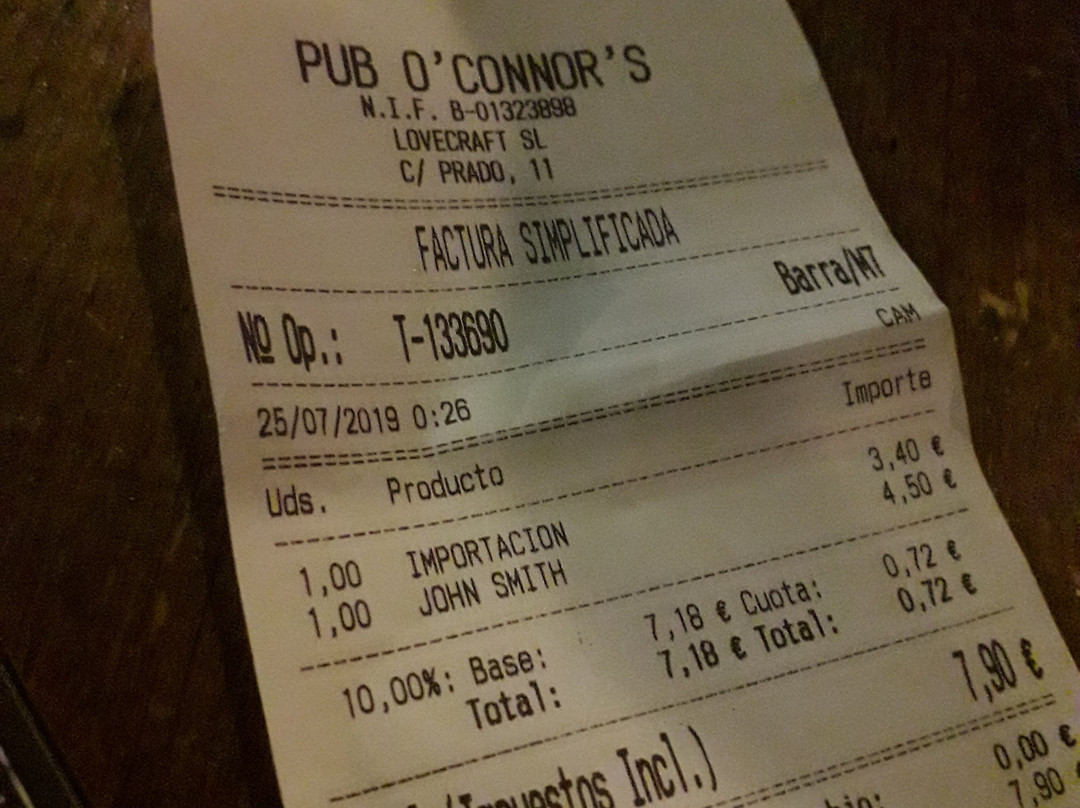 PUB O'CONNOR'S
N.I.F. B-01323898
LOVECRAFT SL
C/ PRADO, 11
FACTURA SIMPLIFICADA
Nº Op.: T-133690 Barra/M7
CAM
25/07/2019 0:26
Uds. Producto Importe
1,00 IMPORTACION 3,40 €
1,00 JOHN SMITH 4,50 €
10,00%: Base: 7,18 € Cuota: 0,72 €
Total: 7,18 € Total: 0,72 €
(Impuestos Incl.) 7,90 €
0,00 €
7,90 €